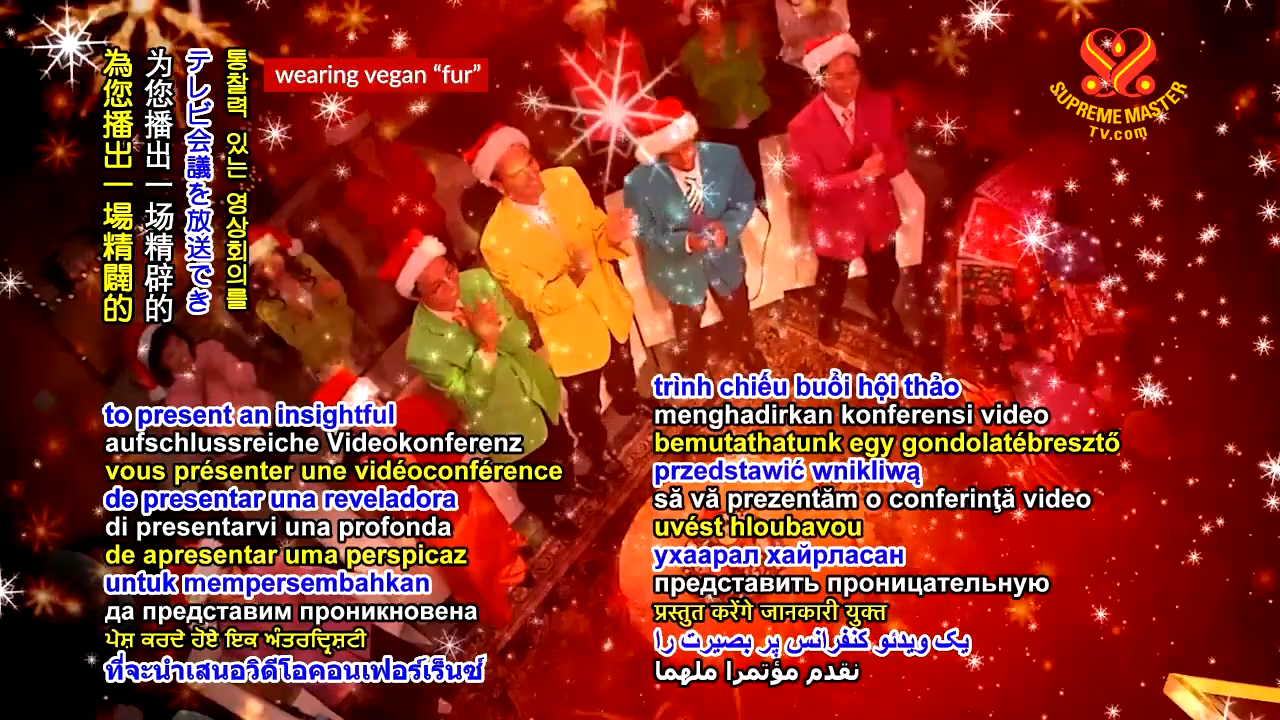 為您播出一場精闢的
为您播出一场精辟的
テレビ会議を放送でき
통찰력 있는 영상회의를
wearing vegan “fur”
SUPREME MASTER
TV.com
to present an insightful
aufschlussreiche Videokonferenz
vous présenter une vidéoconférence
de presentar una reveladora
di presentarvi una profonda
de apresentar uma perspicaz
untuk mempersembahkan
да представим проникновена
ਪੇਸ਼ ਕਰਦੇ ਹੋਏ ਇਕ ਅੰਤਰਦ੍ਰਿਸ਼ਟੀ
ที่จะนำเสนอวิดีโอคอนเฟอร์เร็นซ์
trình chiếu buổi hội thảo
menghadirkan konferensi video
bemutathatunk egy gondolatébresztő
przedstawić wnikliwą
să vă prezentăm o conferinţă video
uvést hloubavou
ухаарал хайрласан
представить проницательную
प्रस्तुत करेंगे जानकारी युक्त
یک ویدئو کنفرانس پر بصیرت را
نقدم مؤتمرا ملهما